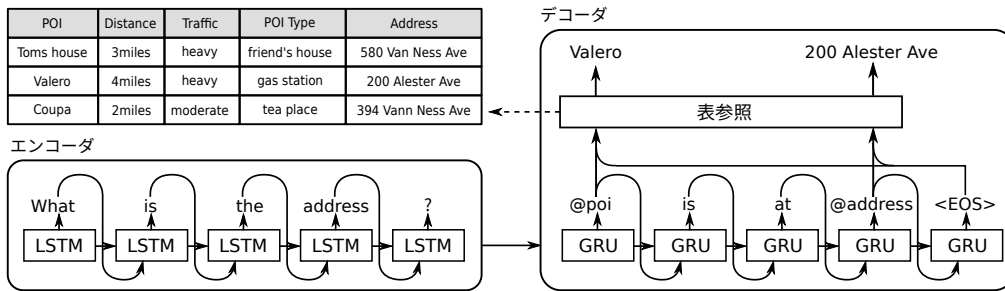 POI Distance Traffic POI Type Address
Toms house 3miles heavy friend's house 580 Van Ness Ave
Valero 4miles heavy gas station 200 Alester Ave
Coupa 2miles moderate tea place 394 Vann Ness Ave
エンコーダ
What is the address ?
LSTM LSTM LSTM LSTM LSTM
デコーダ
Valero 200 Alester Ave
表参照
@poi is at @address <EOS>
GRU GRU GRU GRU GRU